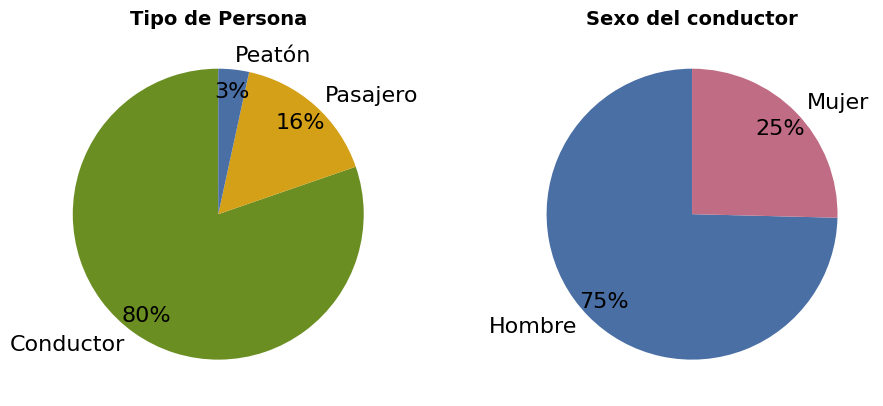 Tipo de Persona
Peatón
3%
Pasajero
16%
80%
Conductor
Sexo del conductor
Mujer
25%
75%
Hombre